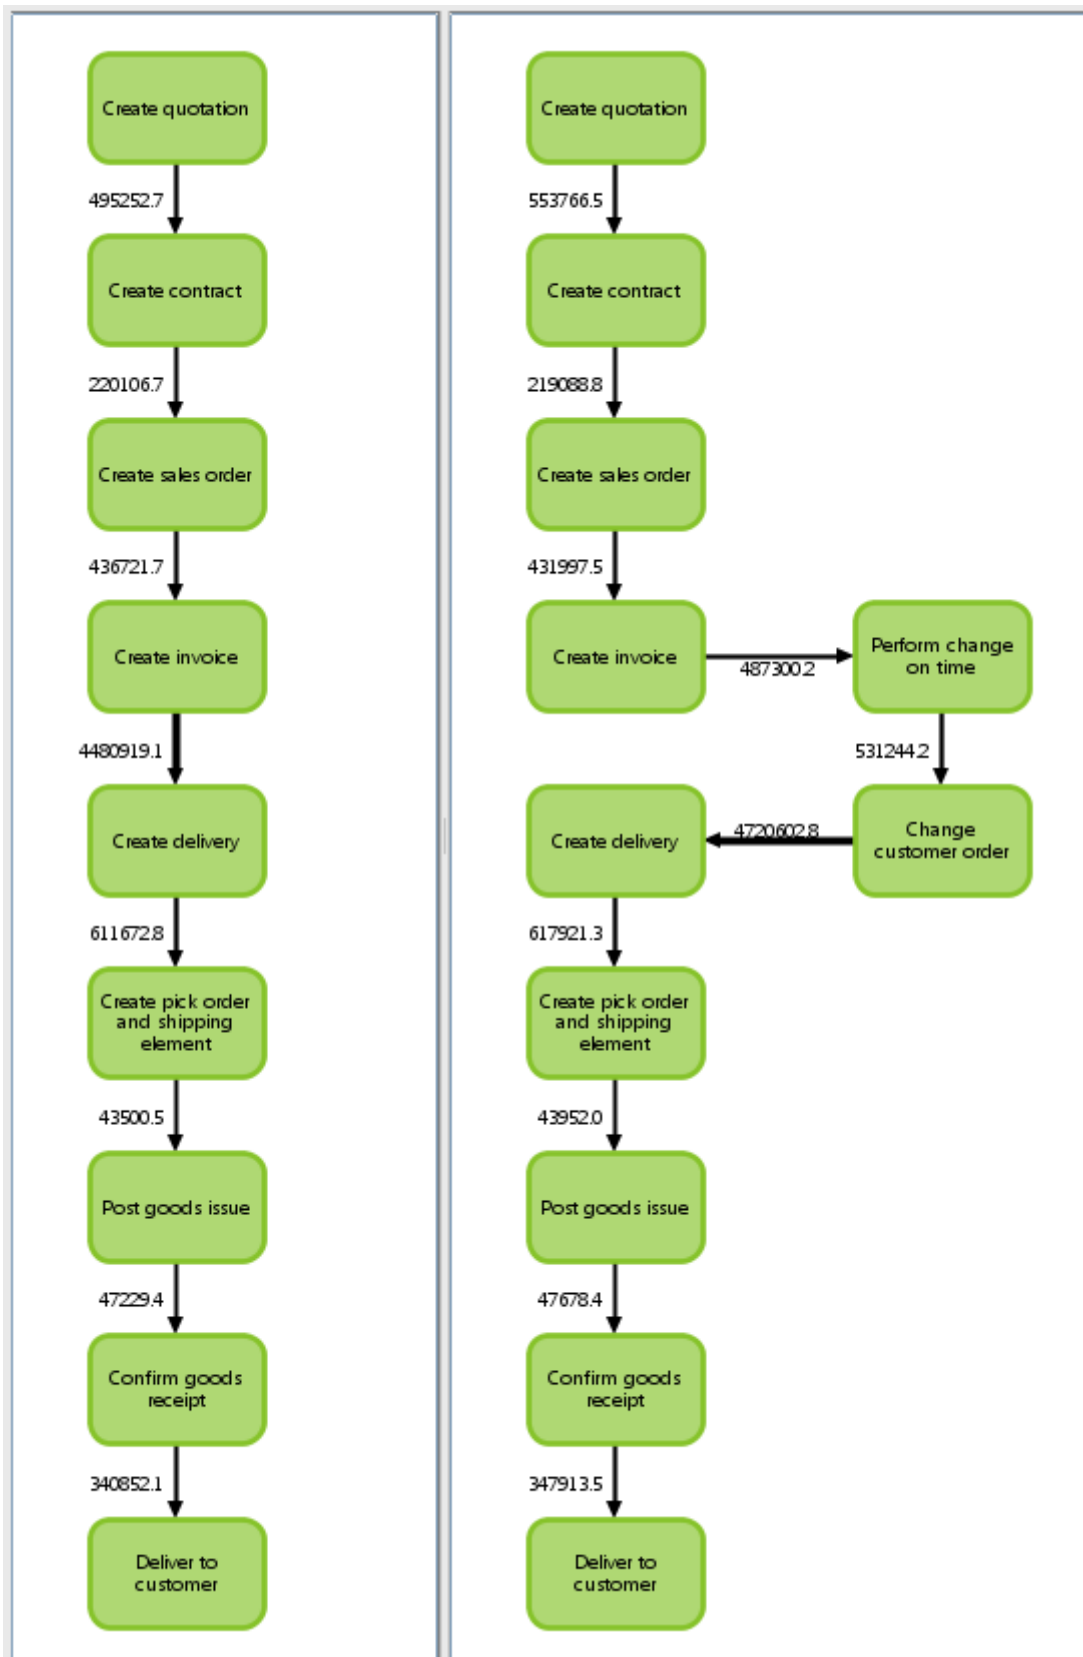 Create quotation
495252.7
Create contract
220106.7
Create sales order
436721.7
Create invoice
4480919.1
Create delivery
611672.8
Create pick order
and shipping
element
43500.5
Post goods issue
47229.4
Confirm goods
receipt
340852.1
Deliver to
customer
Create quotation
553766.5
Create contract
219088.8
Create sales order
431997.5
Create invoice
487300.2
Perform change
on time
531244.2
Change
customer order
4720602.8
Create delivery
617921.3
Create pick order
and shipping
element
43952.0
Post goods issue
47678.4
Confirm goods
receipt
347913.5
Deliver to
customer